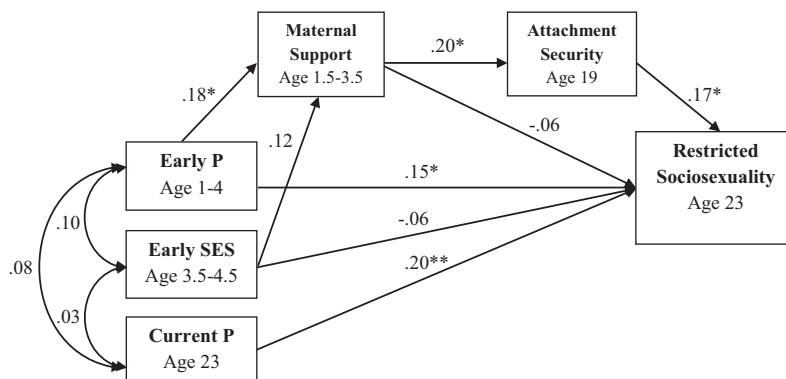 Maternal
Support
Age 1.5-3.5
.20*
Attachment
Security
Age 19
.18*
.17*
.12
-.06
Early P
Age 1-4
.15*
Restricted
Sociosexuality
Age 23
.10
-.06
Early SES
Age 3.5-4.5
.20**
.08
.03
Current P
Age 23